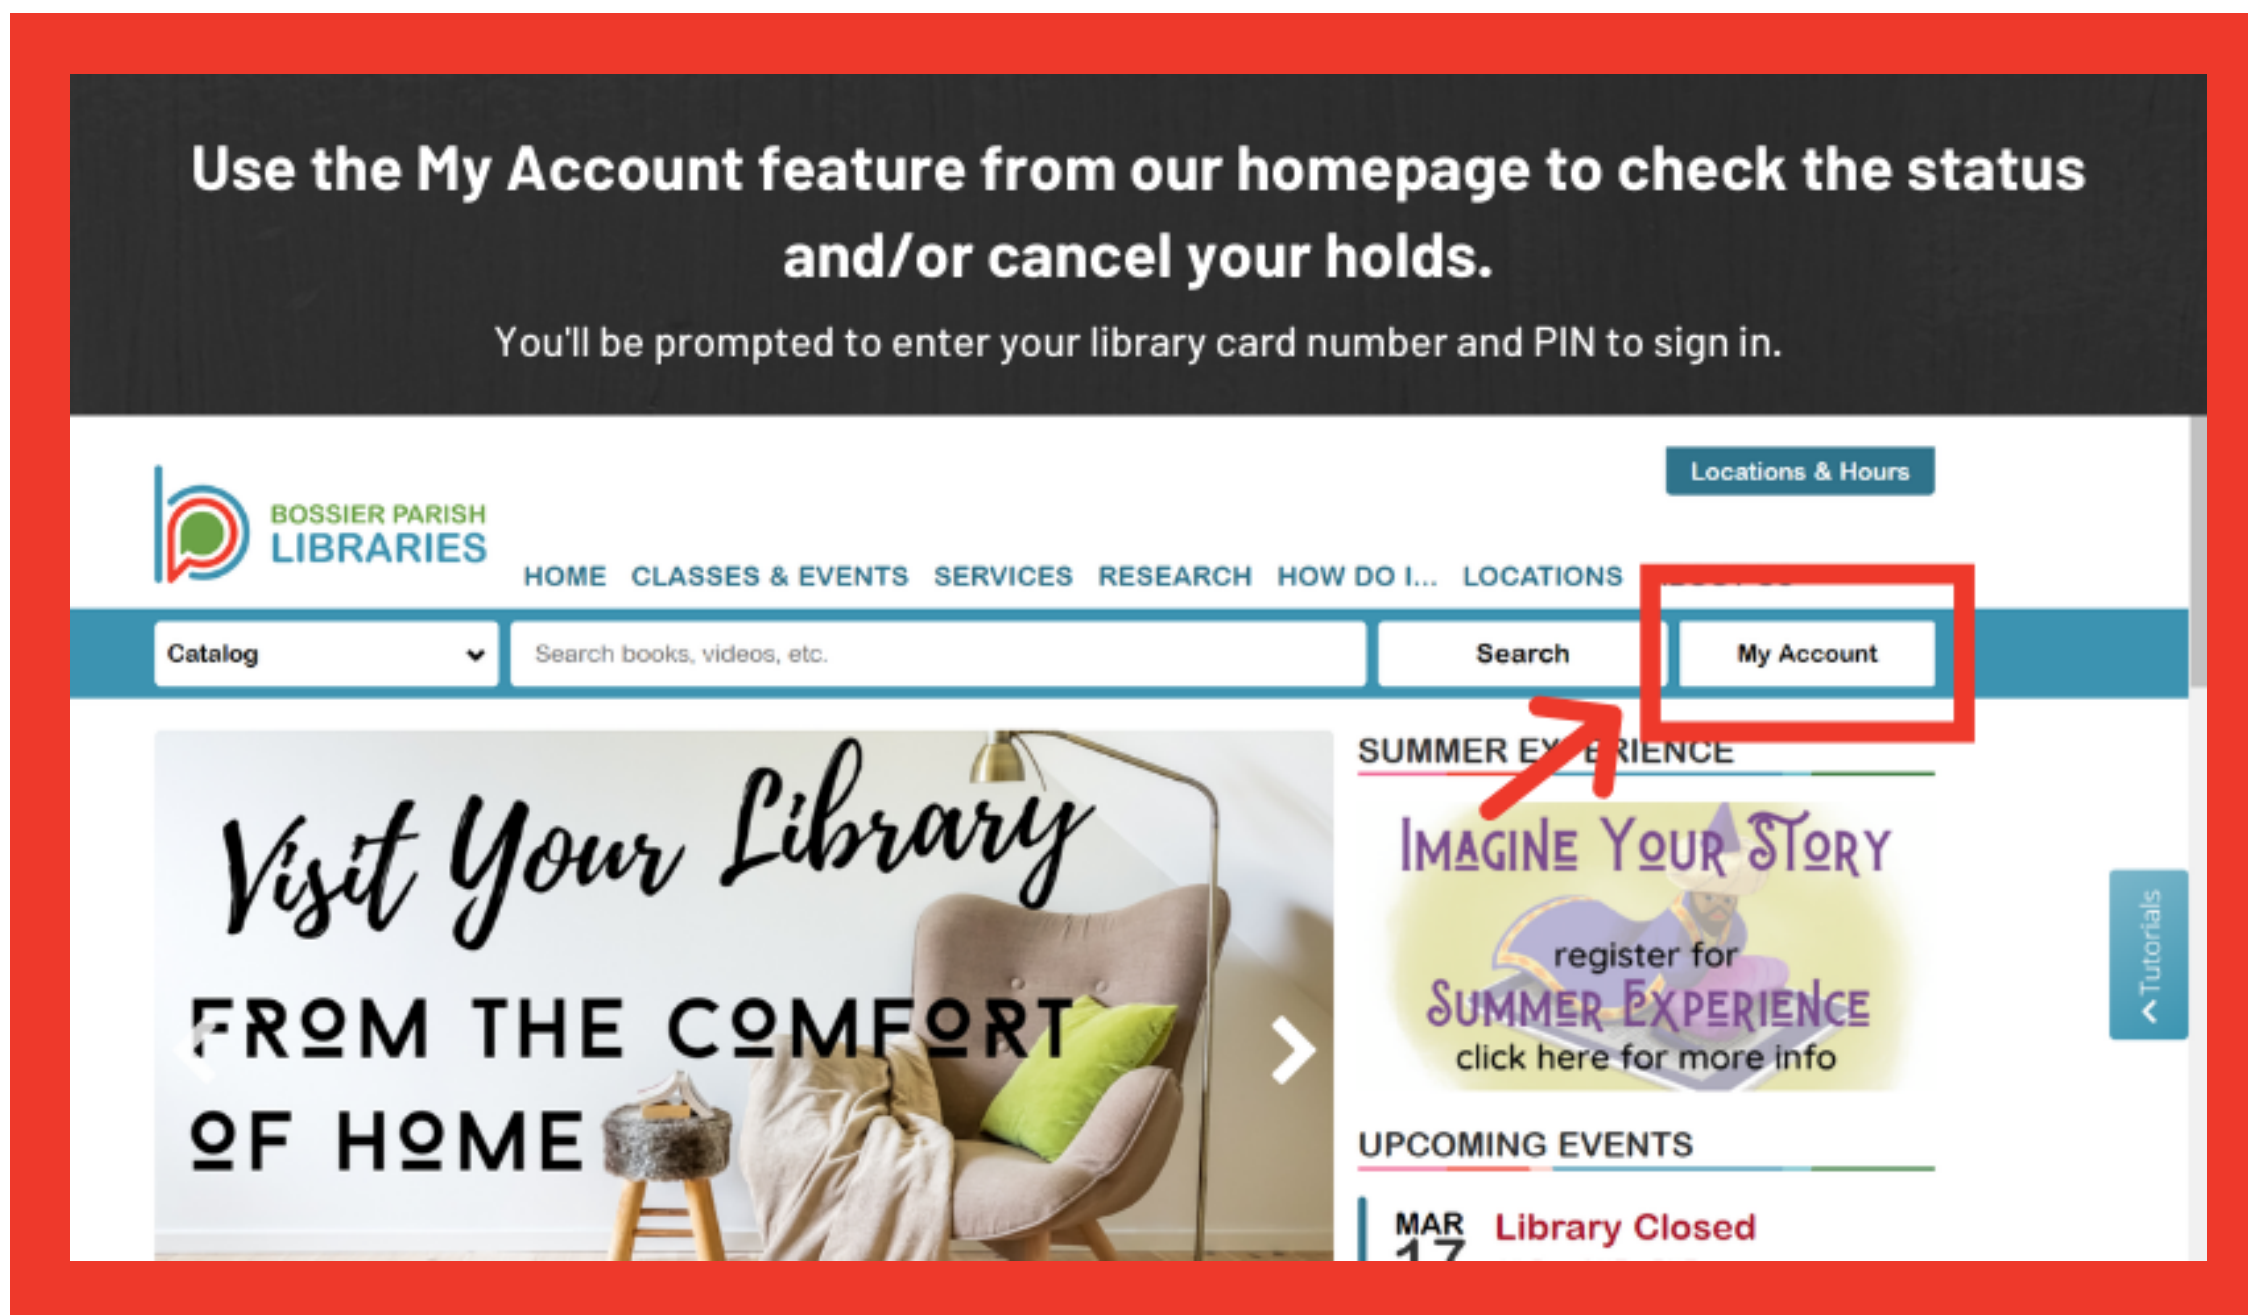 Use the My Account feature from our homepage to check the status
and/or cancel your holds.
You'll be prompted to enter your library card number and PIN to sign in.
Locations & Hours
BOSSIER PARISH
LIBRARIES
HOME CLASSES & EVENTS SERVICES RESEARCH HOW DO I... LOCATIONS
Catalog
Search books, videos, etc.
Search
My Account
Visit Your Library
FROM THE COMFORT
OF HOME
SUMMER EXPERIENCE
IMAGINE YOUR STORY
register for
SUMMER EXPERIENCE
click here for more info
Tutorials
UPCOMING EVENTS
MAR
17
Library Closed